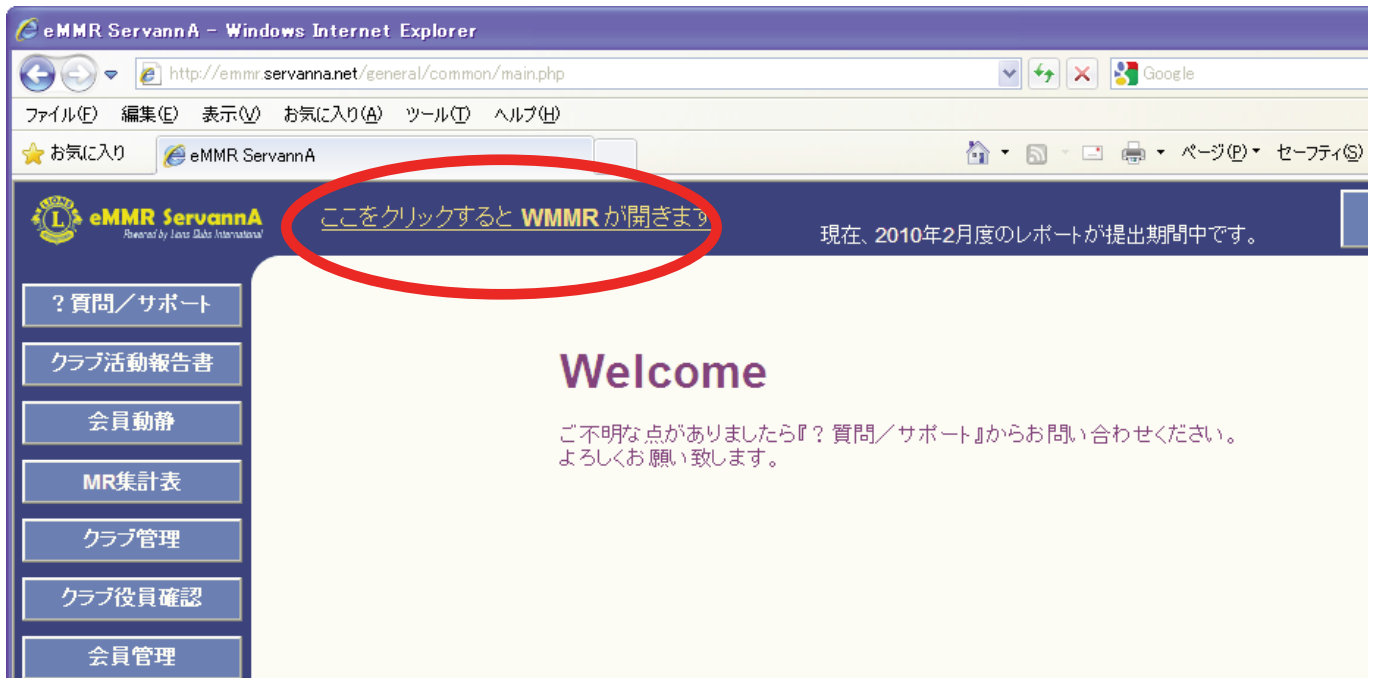 eMMR ServannA - Windows Internet Explorer
http://emmr.servanna.net/general/common/main.php
Google
ファイル(F) 編集(E) 表示(V) お気に入り(A) ツール(T) ヘルプ(H)
お気に入り eMMR ServannA ページ(P) セーフティ(S)
LIONS
L
eMMR ServannA
Powered by Lions Clubs International
ここをクリックすると WMMR が開きます
現在、2010年2月度のレポートが提出期間中です。
?質問/サポート
クラブ活動報告書
会員動静
MR集計表
クラブ管理
クラブ役員確認
会員管理
Welcome
ご不明な点がありましたら『?質問/サポート』からお問い合わせください。
よろしくお願い致します。